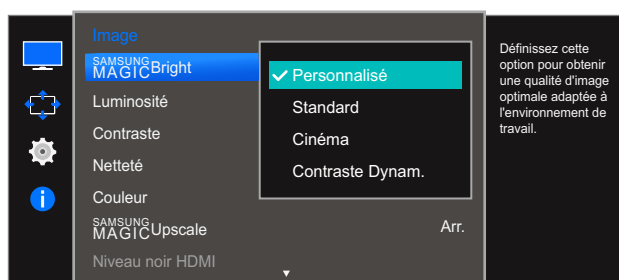 Image
SAMSUNG
MAGICBright
Luminosité
Contraste
Netteté
Couleur
SAMSUNG
MAGICUpscale Arr.
Niveau noir HDMI
✓ Personnalisé
Standard
Cinéma
Contraste Dynam.
Définissez cette
option pour obtenir
une qualité d'image
optimale adaptée à
l'environnement de
travail.